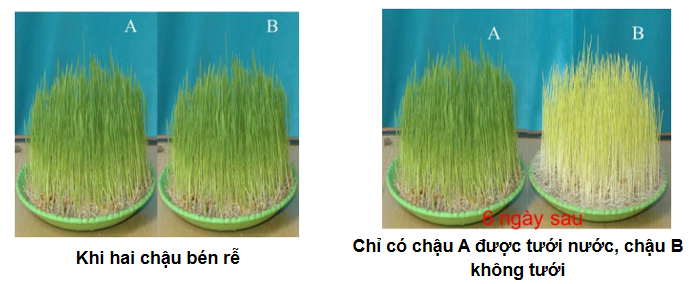 A B
A B
6 ngày sau
Khi hai chậu bén rễ
Chỉ có chậu A được tưới nước, chậu B
không tưới